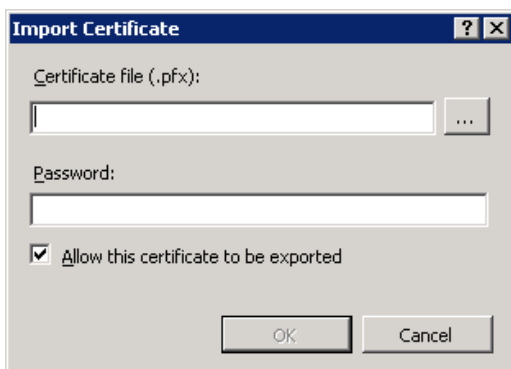 Import Certificate
Certificate file (.pfx):
...
Password:
Allow this certificate to be exported
OK Cancel